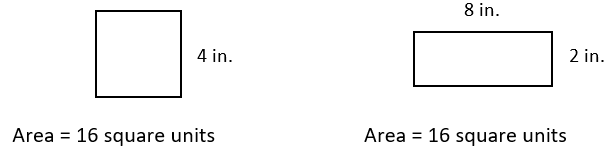 8 in.
4 in.
2 in.
Area = 16 square units
Area = 16 square units